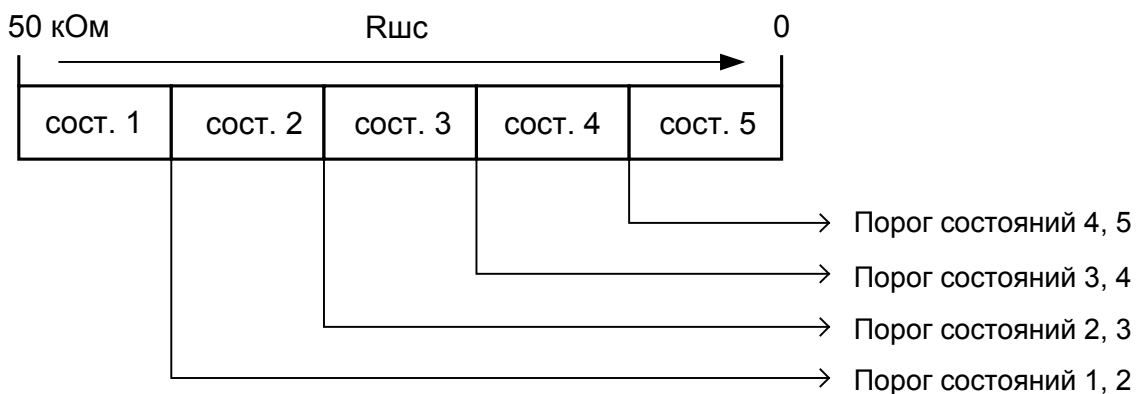 50 кОм Rшс 0
сост. 1 сост. 2 сост. 3 сост. 4 сост. 5
Порог состояний 4, 5
Порог состояний 3, 4
Порог состояний 2, 3
Порог состояний 1, 2